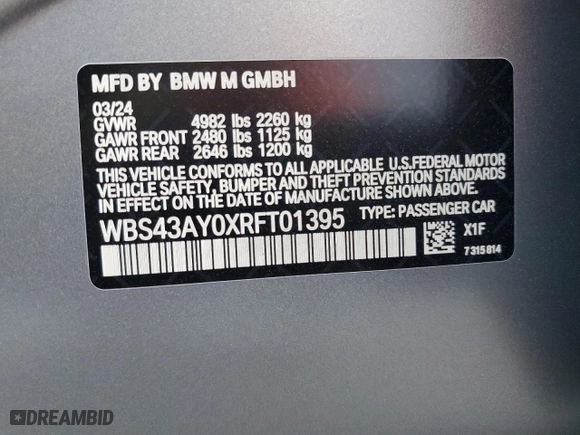 MFD BY BMW M GMBH
03/24
GVWR 4982 lbs 2260 kg
GAWR FRONT 2480 lbs 1125 kg
GAWR REAR 2646 lbs 1200 kg
THIS VEHICLE CONFORMS TO ALL APPLICABLE U.S.FEDERAL MOTOR
VEHICLE SAFETY, BUMPER AND THEFT PREVENTION STANDARDS
IN EFFECT ON THE DATE OF MANUFACTURE SHOWN ABOVE.
WBS43AY0XRFT01395 TYPE: PASSENGER CAR
X1F
7315814
DREAMBID